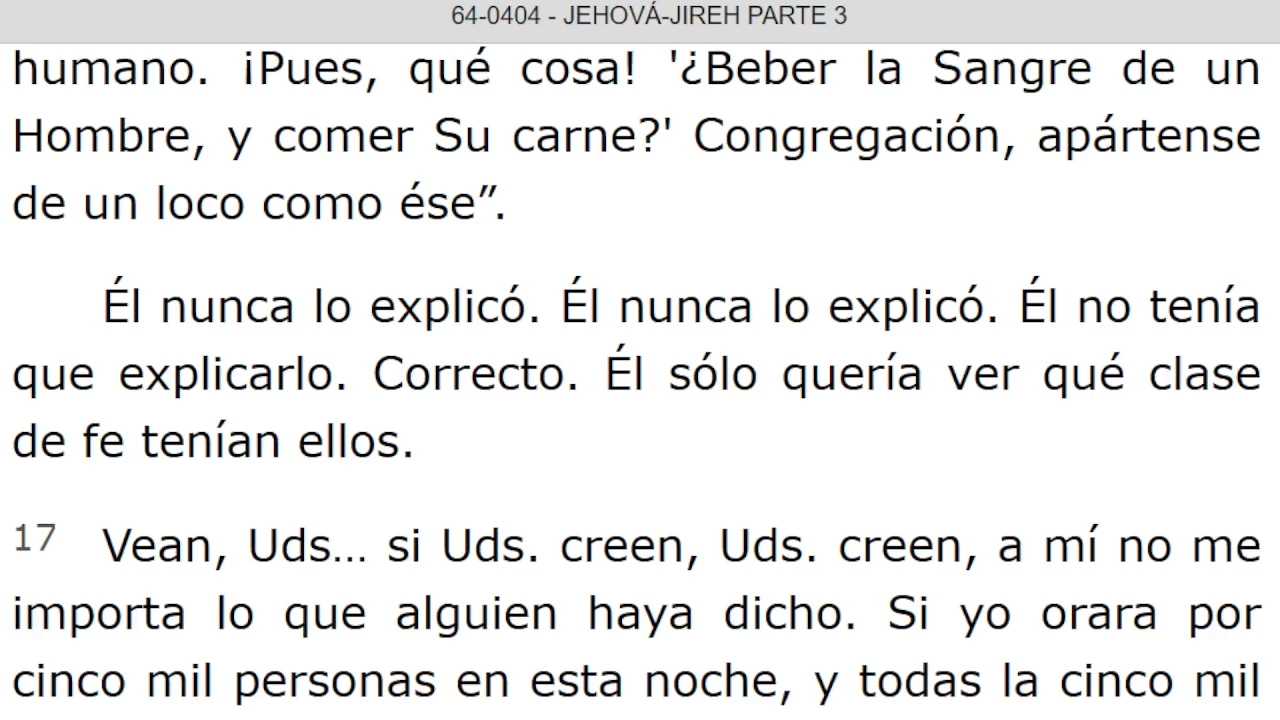 64-0404 - JEHOVÁ-JIREH PARTE 3
humano. ¡Pues, qué cosa! '¿Beber la Sangre de un
Hombre, y comer Su carne?' Congregación, apártense
de un loco como ése”.
Él nunca lo explicó. Él nunca lo explicó. Él no tenía
que explicarlo. Correcto. Él sólo quería ver qué clase
de fe tenían ellos.
17 Vean, Uds... si Uds. creen, Uds. creen, a mí no me
importa lo que alguien haya dicho. Si yo orara por
cinco mil personas en esta noche, y todas la cinco mil